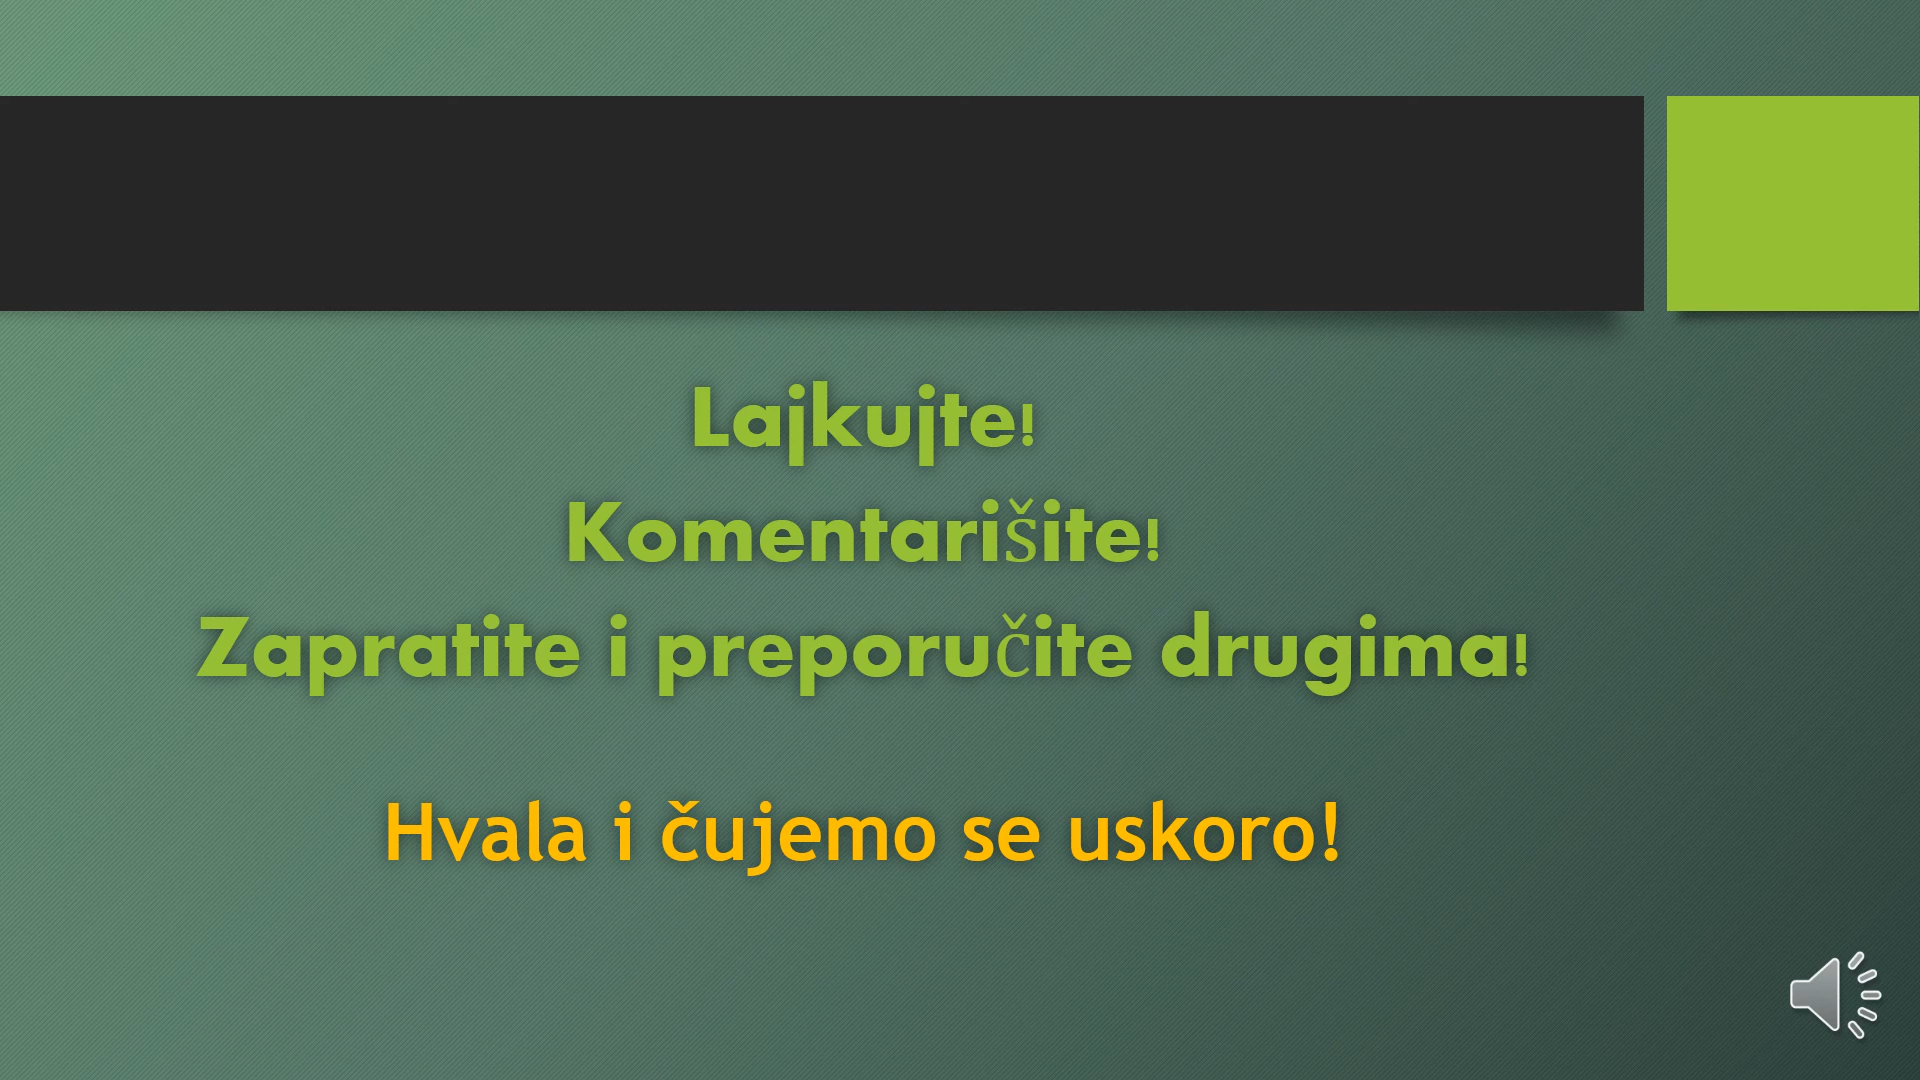 Lajkujte!
Komentarišite!
Zapratite i preporučite drugima!
Hvala i čujemo se uskoro!